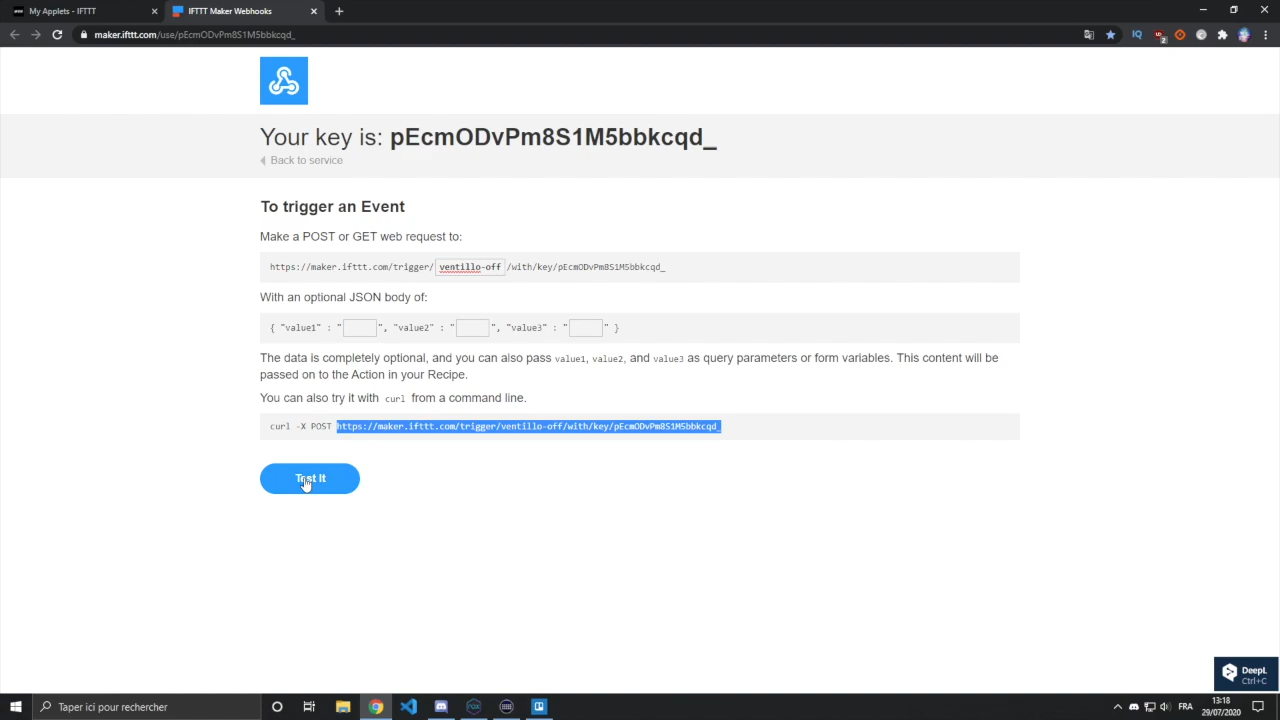 My Applets - IFTTT
IFTTT Maker Webhooks
maker.ifttt.com/use/pEcmODvPm8S1M5bbkcqd_
Your key is: pEcmODvPm8S1M5bbkcqd_
Back to service
To trigger an Event
Make a POST or GET web request to:
https://maker.ifttt.com/trigger/ventillo-off/with/key/pEcmODvPm8S1M5bbkcqd_
With an optional JSON body of:
{ "value1" : "", "value2" : "", "value3" : "" }
The data is completely optional, and you can also pass value1, value2, and value3 as query parameters or form variables. This content will
passed on to the Action in your Recipe.
You can also try it with curl from a command line.
curl -X POST https://maker.ifttt.com/trigger/ventillo-off/with/key/pEcmODvPm8S1M5bbkcqd_
Test It
DeepL
Ctrl+C
Taper ici pour rechercher
FRA
13:18
29/07/2020